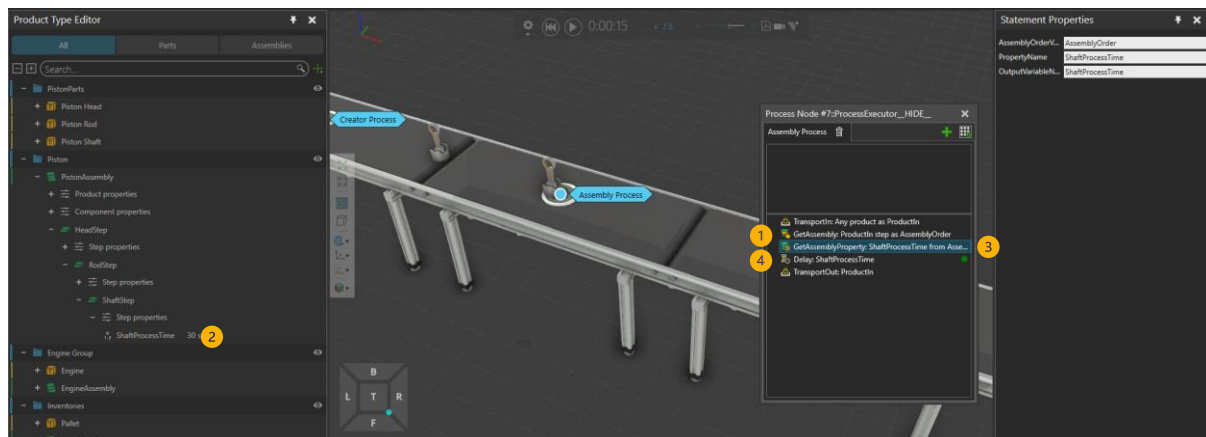 Product Type Editor
All
Parts
Assemblies
Search...
PistonParts
Piston Head
Piston Rod
Piston Shaft
Piston
PistonAssembly
Product properties
Component properties
HeadStep
Step properties
RodStep
Step properties
ShaftStep
Step properties
ShaftProcessTime 30 s
2
Engine Group
Engine
EngineAssembly
Inventories
Pallet
0:00:15
x 7.5
Creator Process
Assembly Process
B
L T R
F
Process Node #7::ProcessExecutor__HIDE__
Assembly Process
TransportIn: Any product as ProductIn
1 GetAssembly: ProductIn step as AssemblyOrder
GetAssemblyProperty: ShaftProcessTime from Asse... 3
4 Delay: ShaftProcessTime
TransportOut: ProductIn
Statement Properties
AssemblyOrderV... AssemblyOrder
PropertyName ShaftProcessTime
OutputVariableN... ShaftProcessTime